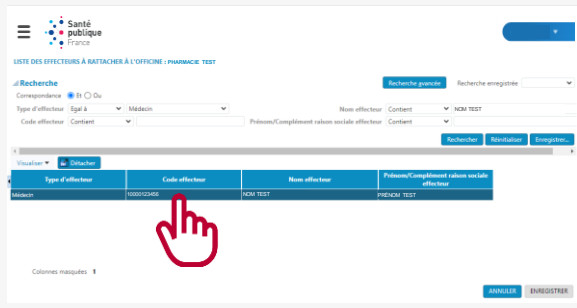 Santé
publique
France
LISTE DES EFFECTEURS À RATTACHER À L'OFFICINE : PHARMACIE TEST
Recherche
Recherche avancée Recherche enregistrée
Correspondance Et Ou
Type d'effecteur Egal à Médecin Nom effecteur Contient NOM TEST
Code effecteur Contient Prénom/Complément raison sociale effecteur Contient
Rechercher Réinitialiser Enregistrer...
Visualiser Détacher
Type d'effecteur Code effecteur Nom effecteur Prénom/Complément raison sociale
effecteur
Médecin 10000123456 NOM TEST PRÉNOM TEST
Colonnes masquées 1
ANNULER ENREGISTRER